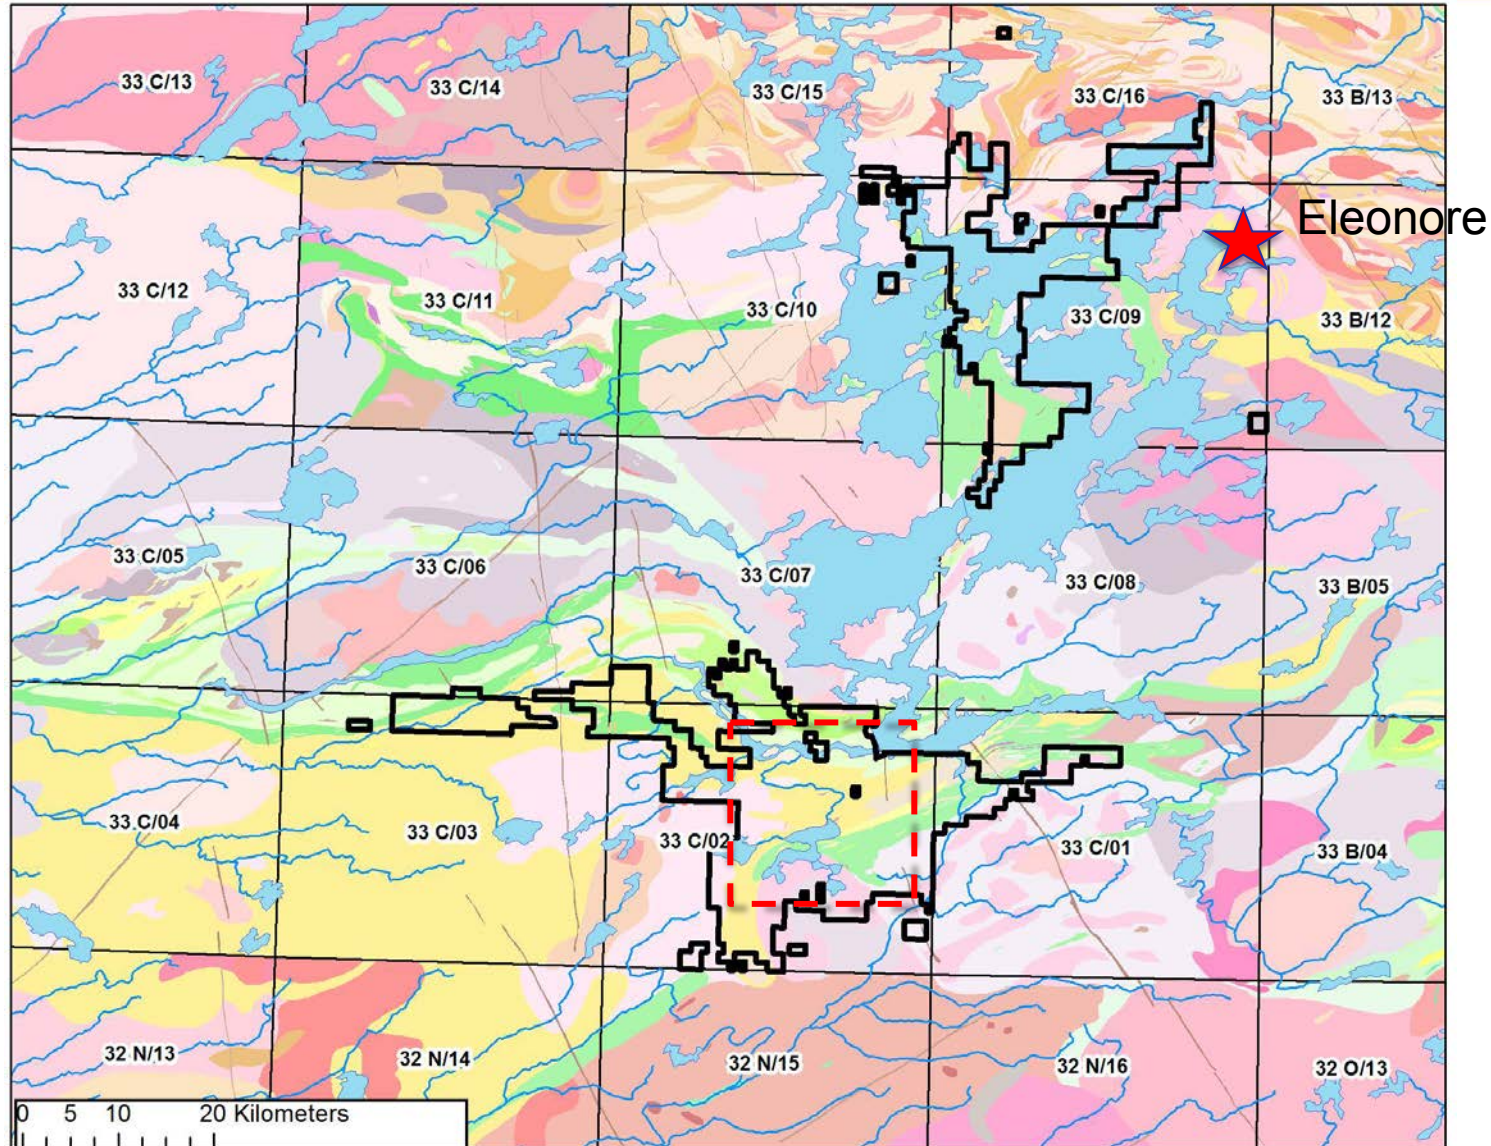 33 C/13
33 C/14
33 C/15
33 C/16
33 B/13
Eleonore
33 C/12
33 C/11
33 C/10
33 C/09
33 B/12
33 C/05
33 C/06
33 C/07
33 C/08
33 B/05
33 C/04
33 C/03
33 C/02
33 C/01
33 B/04
32 N/13
32 N/14
32 N/15
32 N/16
32 O/13
0 5 10 20 Kilometers